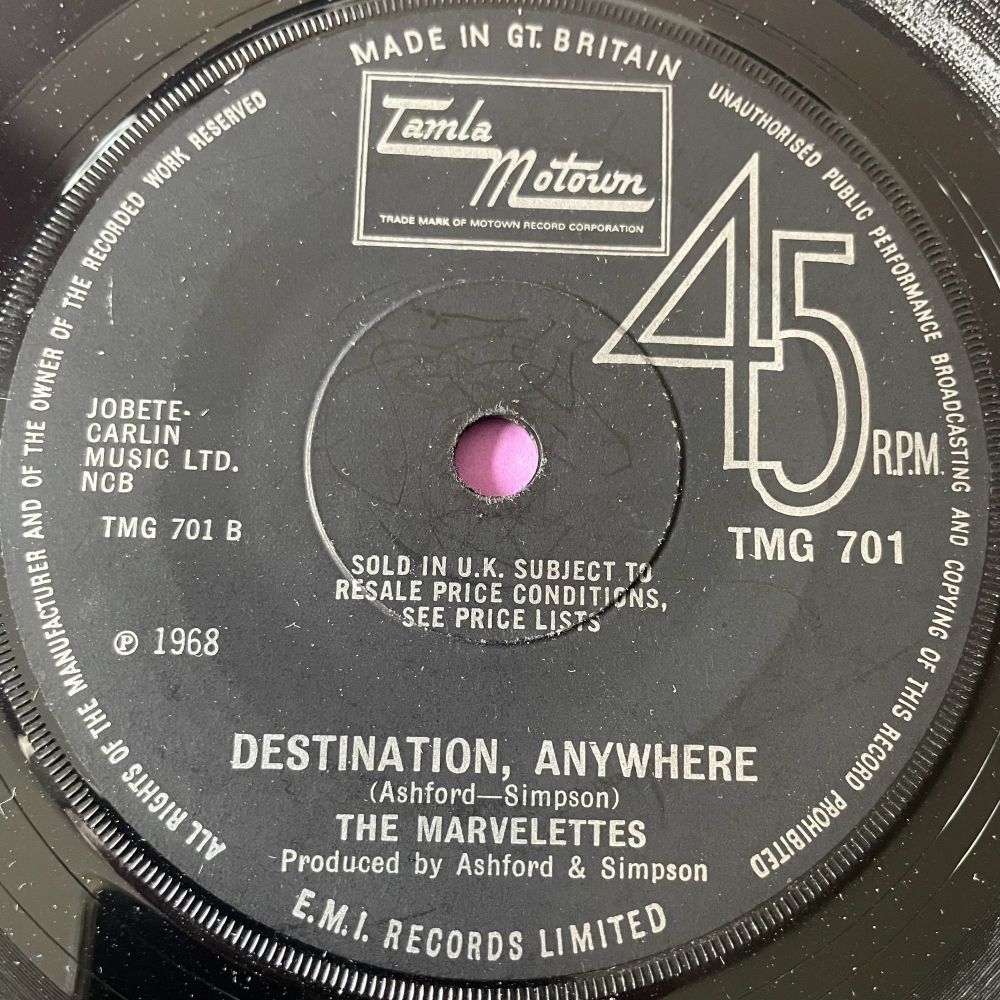 MADE IN GT. BRITAIN
Tamla
Motown
TRADE MARK OF MOTOWN RECORD CORPORATION
45
R.P.M.
TMG 701
JOBETE-
CARLIN
MUSIC LTD.
NCB
TMG 701 B
SOLD IN U.K. SUBJECT TO
RESALE PRICE CONDITIONS,
SEE PRICE LISTS
℗ 1968
DESTINATION, ANYWHERE
(Ashford—Simpson)
THE MARVELETTES
Produced by Ashford & Simpson
E.M.I. RECORDS LIMITED
ALL RIGHTS OF THE MANUFACTURER AND OF THE OWNER OF THE RECORDED WORK RESERVED
UNAUTHORISED PUBLIC PERFORMANCE BROADCASTING AND COPYING OF THIS RECORD PROHIBITED